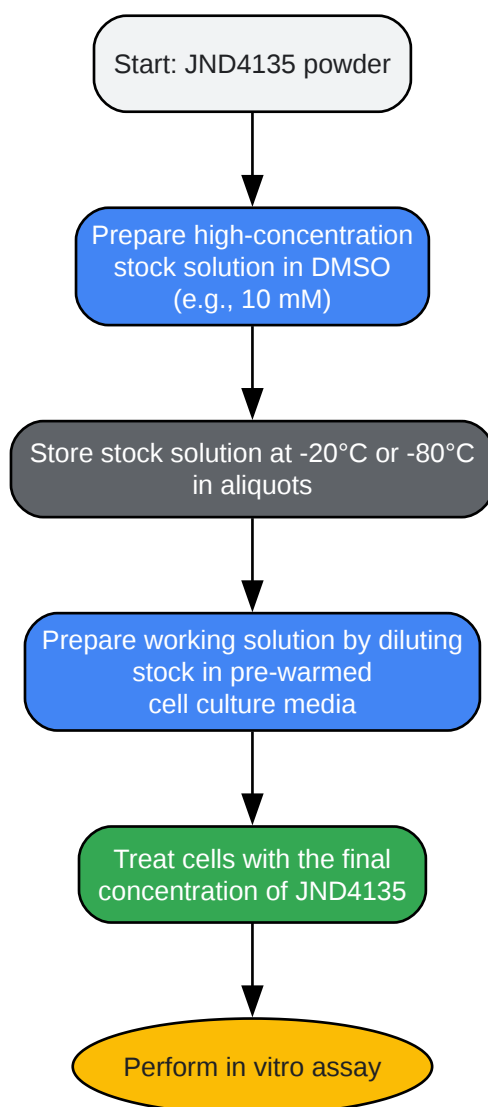 Start: JND4135 powder
Prepare high-concentration
stock solution in DMSO
(e.g., 10 mM)
Store stock solution at -20°C or -80°C
in aliquots
Prepare working solution by diluting
stock in pre-warmed
cell culture media
Treat cells with the final
concentration of JND4135
Perform in vitro assay